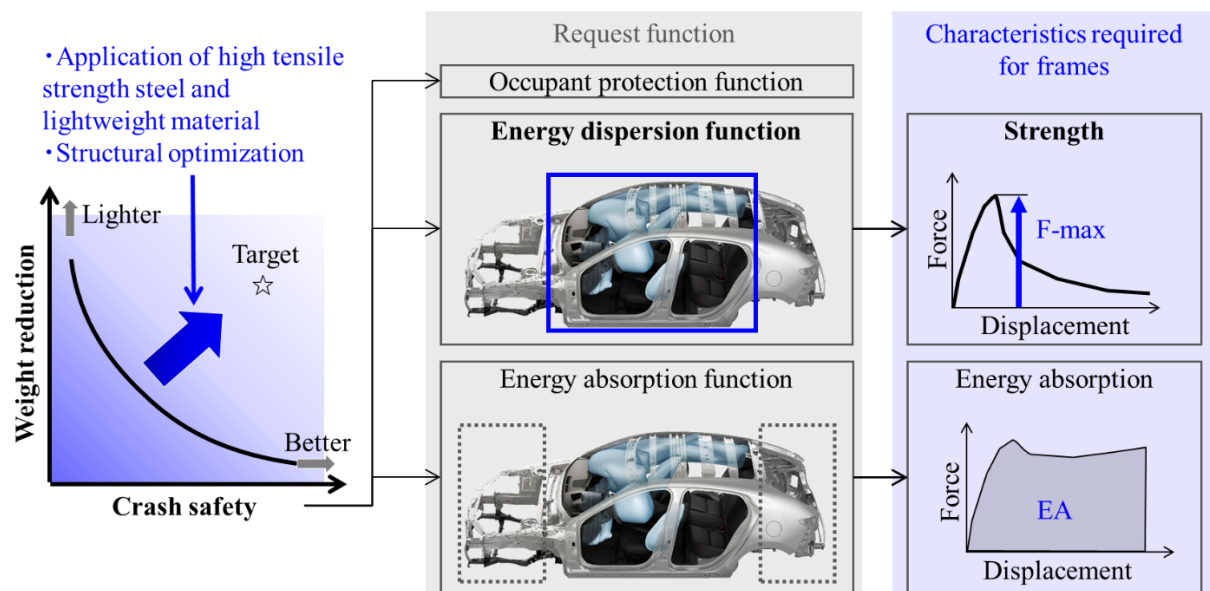 ・Application of high tensile
strength steel and
lightweight material
・Structural optimization
Lighter
Target
Weight reduction
Better
Crash safety
Request function
Occupant protection function
Energy dispersion function
Energy absorption function
Characteristics required
for frames
Strength
Force
F-max
Displacement
Energy absorption
Force
EA
Displacement